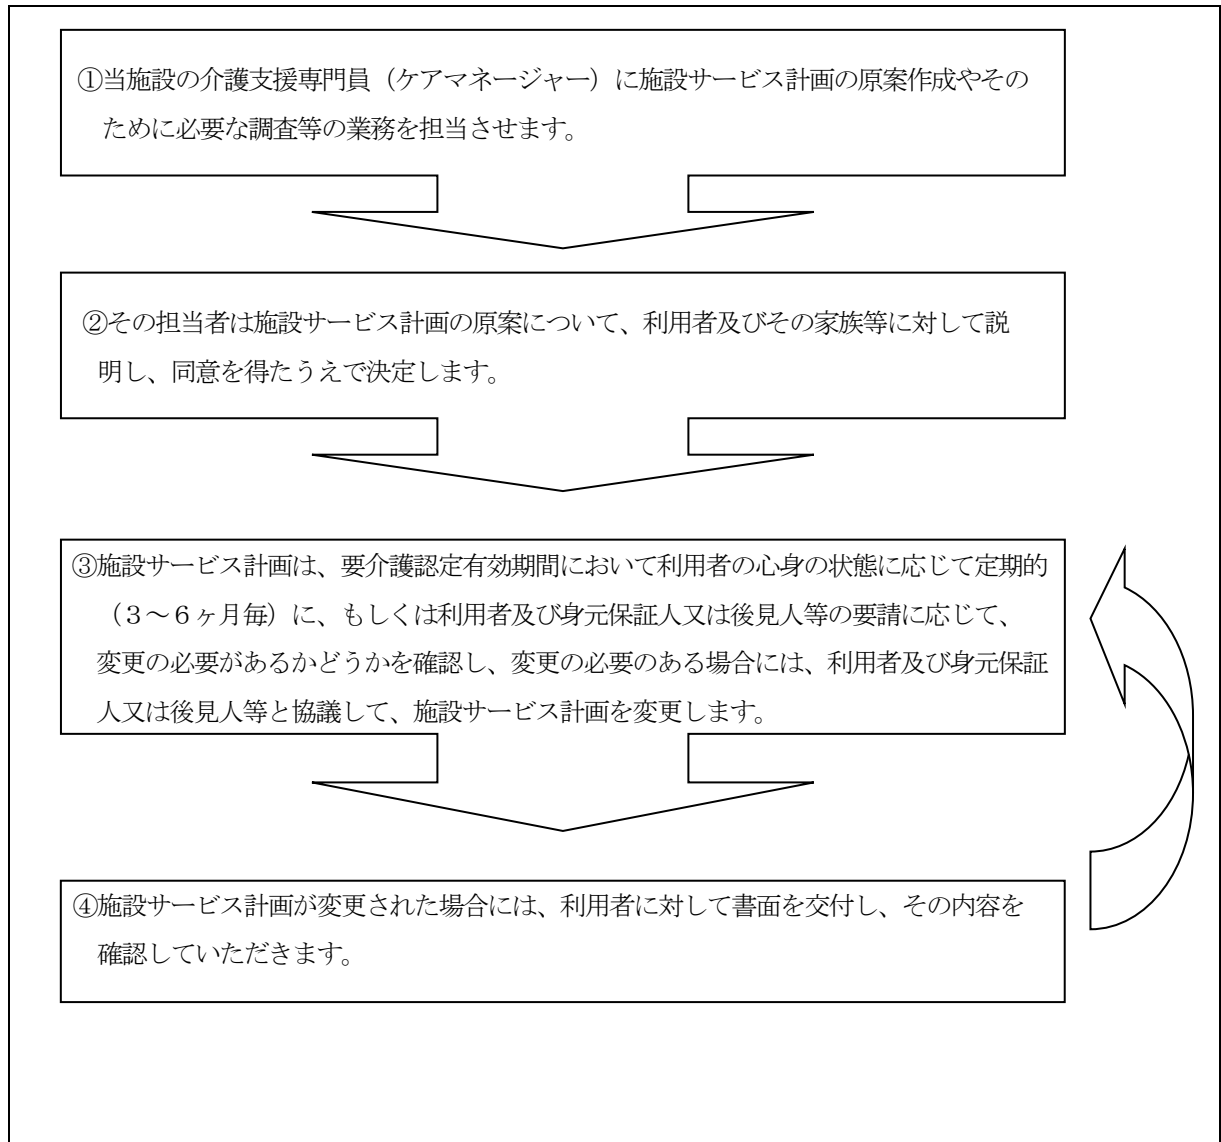 ①当施設の介護支援専門員（ケアマネージャー）に施設サービス計画の原案作成やその
ために必要な調査等の業務を担当させます。
②その担当者は施設サービス計画の原案について、利用者及びその家族等に対して説
明し、同意を得たうえで決定します。
③施設サービス計画は、要介護認定有効期間において利用者の心身の状態に応じて定期的
（３～６ヶ月毎）に、もしくは利用者及び身元保証人又は後見人等の要請に応じて、
変更の必要があるかどうかを確認し、変更の必要のある場合には、利用者及び身元保証
人又は後見人等と協議して、施設サービス計画を変更します。
④施設サービス計画が変更された場合には、利用者に対して書面を交付し、その内容を
確認していただきます。